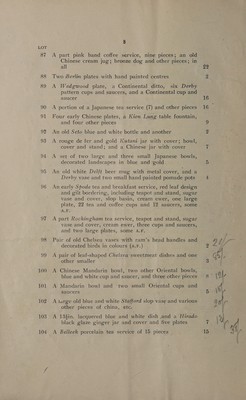 8
LOT
87 A part pink band coffee service, nine pieces; an old
Chinese cream jug; bronze dog and other pieces; in
all 22
88 Two Berlin plates with hand painted centres 2
89 A Wedgwood plate, a Continental ditto, six Derby
pattern cups and saucers, and a Continental cup and
saucer 16
90 A portion of a Japanese tea service (7) and other pieces 16
91 Four early Chinese plates, a Kien Lung table fountain,
and four other pieces 9
92 An old Seto blue and white bottle and another 2
93 A rouge de fer and gold Kutani jar with cover; bowl,
cover and stand; and a Chinese jar with cover 7
94 A set of two large and three small Japanese bowls,
decorated landscapes in blue and gold 5
95 An old white Delft beer mug with metal cover, and a
Derby vase and two small hand painted pomade pots 4
96 An early Spode tea and breakfast service, red leaf design
and gilt bordering, including teapot and stand, sugar
vase and cover, slop basin, cream ewer, one large
plate, 22 tea and coffee cups and 12 saucers, some
A.F.
97 A part Rockingham tea service, teapot and stand, sugar
vase and cover, cream ewer, three cups and saucers,
and two large plates, some A.F.
98 Pair of old Chelsea vases with ram's head handles and
decorated birds in colours (A.F.) 2
99 A pair of leaf-shaped Chelsea sweetmeat dishes and one
other smaller 3
100 A Chinese Mandarin bowl, two other Oriental bowls,
blue and white cup and saucer, and three other pieces 8
101 A Mandarin bowl and two small Oriental cups and
saucers 5
102 A large old blue and white Stafford slop vase and various
other pieces of china, etc.
103 A 13½in. lacquered blue and white dish and a Hirado
black glaze ginger jar and cover and five plates 7
104 A Belleek porcelain tea service of 15 pieces 15